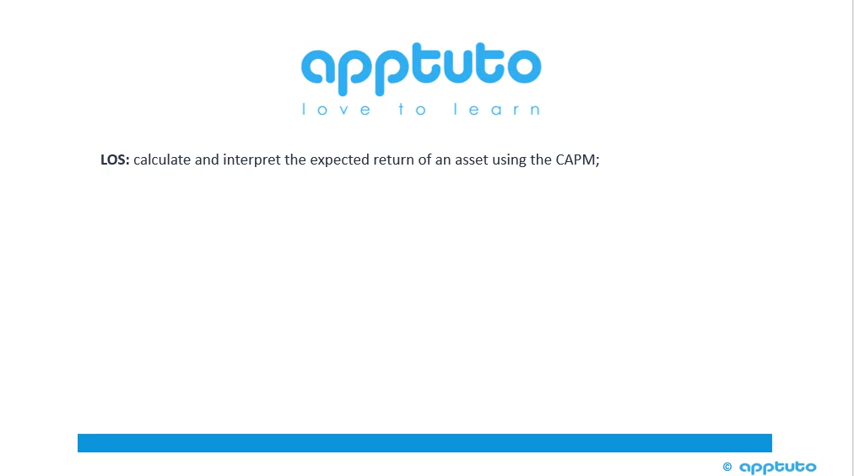 apptuto
love to learn
LOS: calculate and interpret the expected return of an asset using the CAPM;
© apptuto